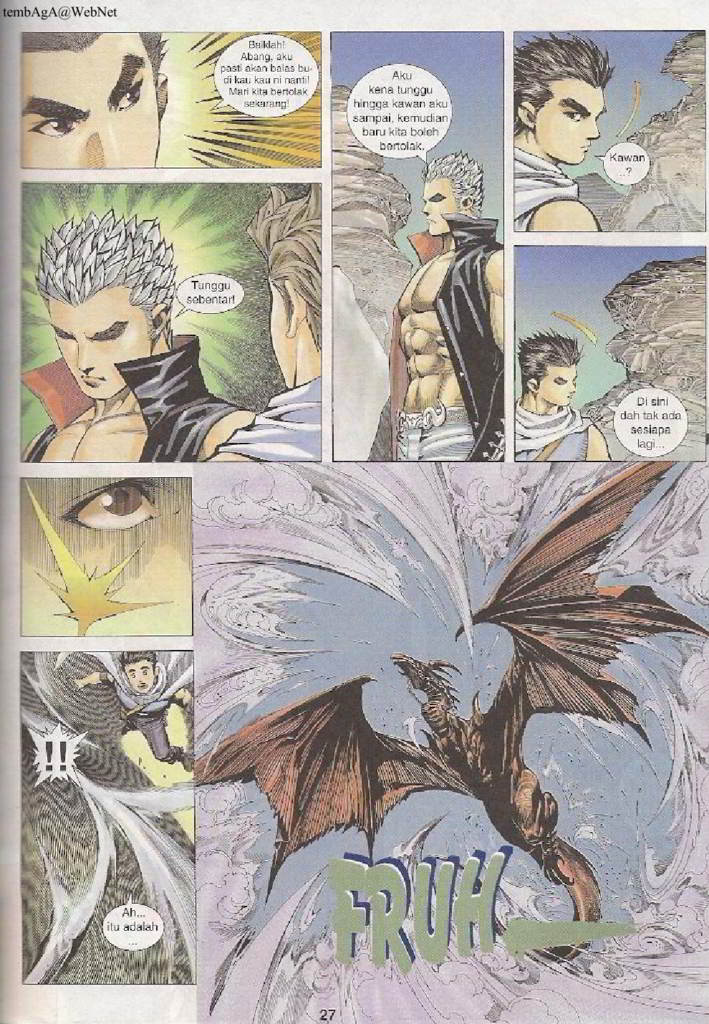 tembAgA@WebNet
Baiklah!
Abang, aku
pasti akan balas bu-
di kau kau ni nanti!
Mari kita bertolak
sekarang!
Tunggu
sebentar!
Aku
kena tunggu
hingga kawan aku
sampai, kemudian
baru kita boleh
bertolak.
Kawan
...?
Di sini
dah tak ada
sesiapa
lagi...
!!
Ah...
itu adalah
...
FRUH
27